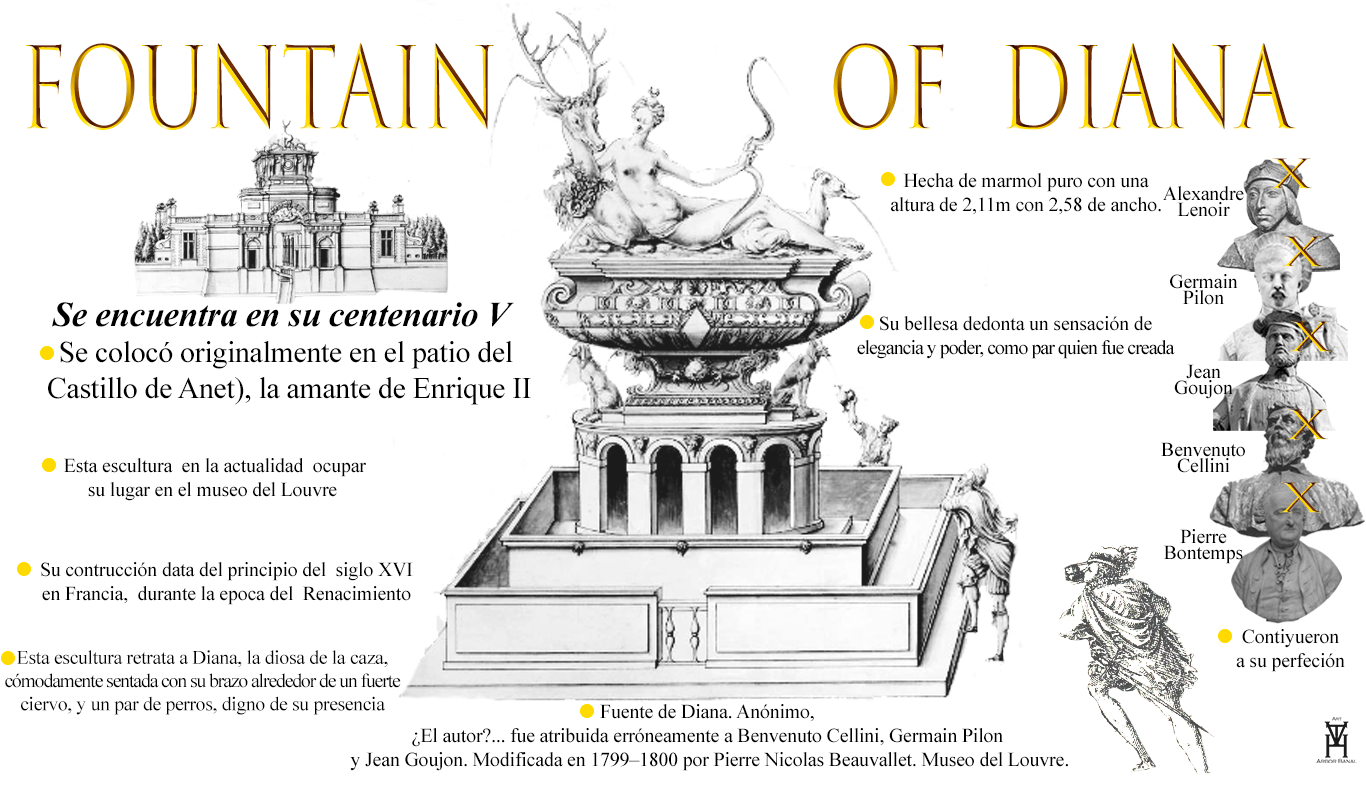 FOUNTAIN OF DIANA
Se encuentra en su centenario V
Se colocó originalmente en el patio del
Castillo de Anet), la amante de Enrique II
Esta escultura en la actualidad ocupar
su lugar en el museo del Louvre
Su contrucción data del principio del siglo XVI
en Francia, durante la epoca del Renacimiento
Esta escultura retrata a Diana, la diosa de la caza,
cómodamente sentada con su brazo alrededor de un fuerte
ciervo, y un par de perros, digno de su presencia
Fuente de Diana. Anónimo,
¿El autor?... fue atribuida erróneamente a Benvenuto Cellini, Germain Pilon
y Jean Goujon. Modificada en 1799–1800 por Pierre Nicolas Beauvallet. Museo del Louvre.
Hecha de marmol puro con una
altura de 2,11m con 2,58 de ancho.
Su bellesa dedonta un sensación de
elegancia y poder, como par quien fue creada
X
Alexandre
Lenoir
X
Germain
Pilon
X
Jean
Goujon
X
Benvenuto
Cellini
X
Pierre
Bontemps
Contiyueron
a su perfeción
ART
ARBOR BANAL